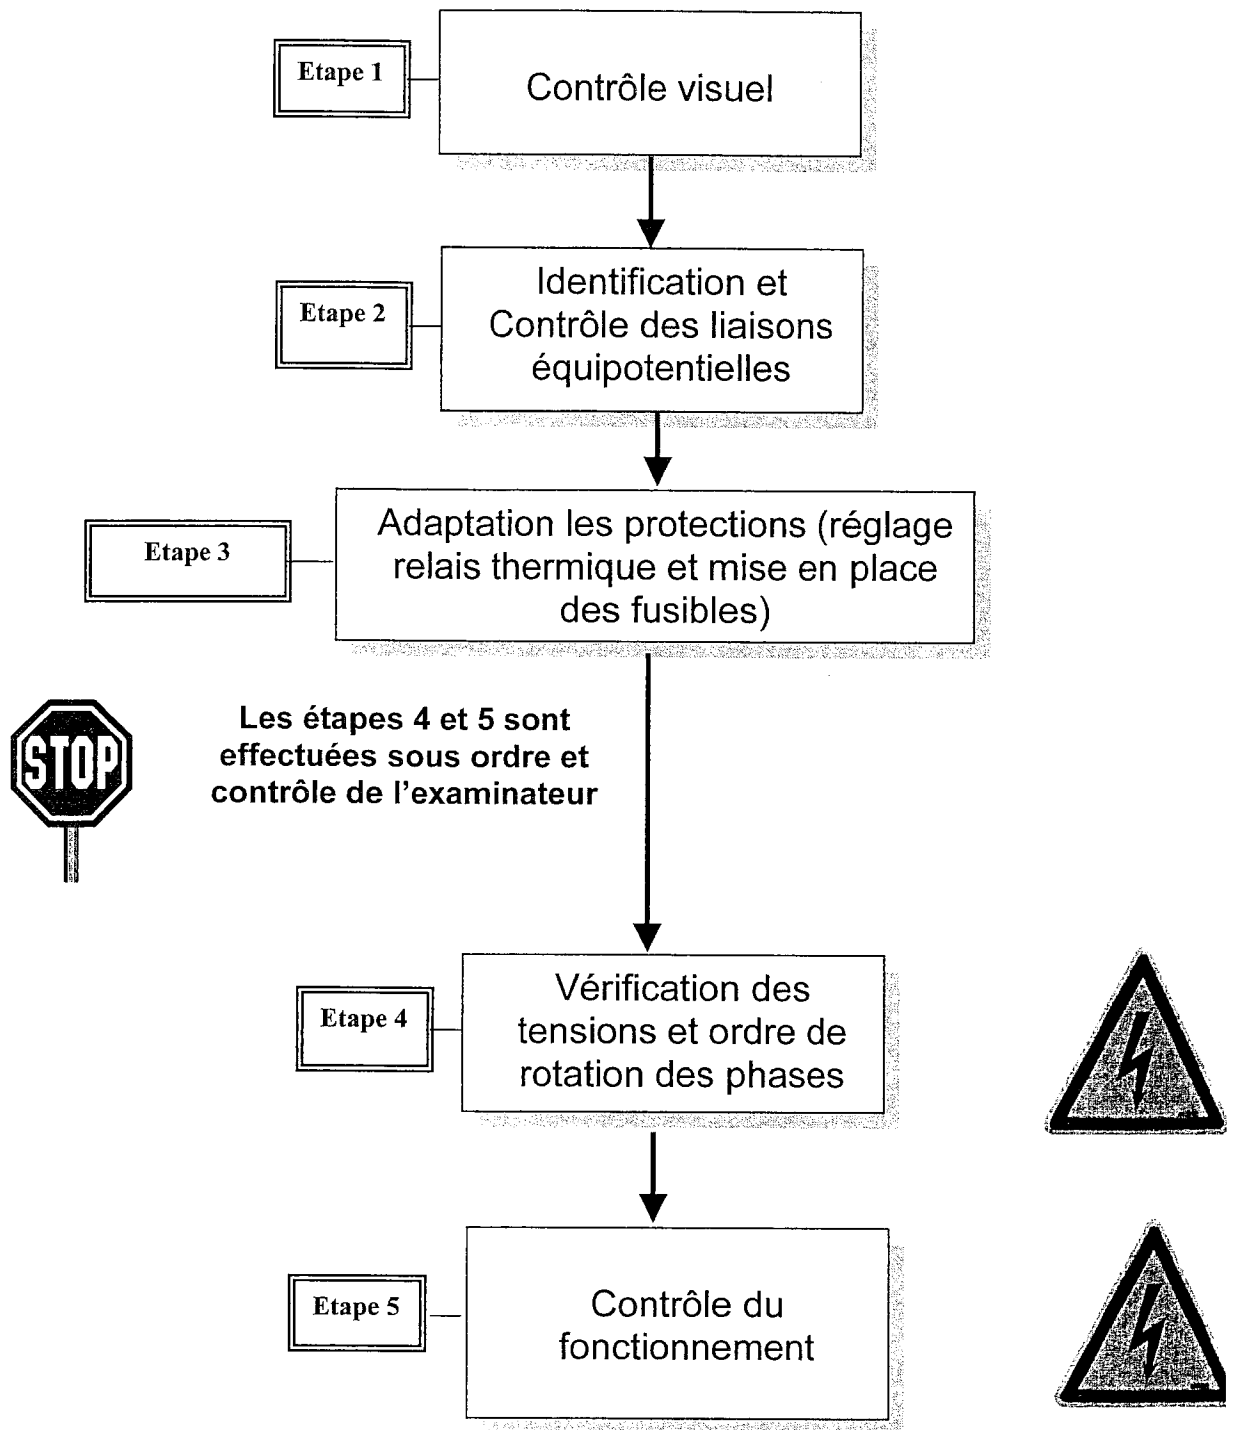 Etape 1
Contrôle visuel
Etape 2
Identification et
Contrôle des liaisons
équipotentielles
Etape 3
Adaptation les protections (réglage
relais thermique et mise en place
des fusibles)
STOP
Les étapes 4 et 5 sont
effectuées sous ordre et
contrôle de l'examinateur
Etape 4
Vérification des
tensions et ordre de
rotation des phases
Etape 5
Contrôle du
fonctionnement